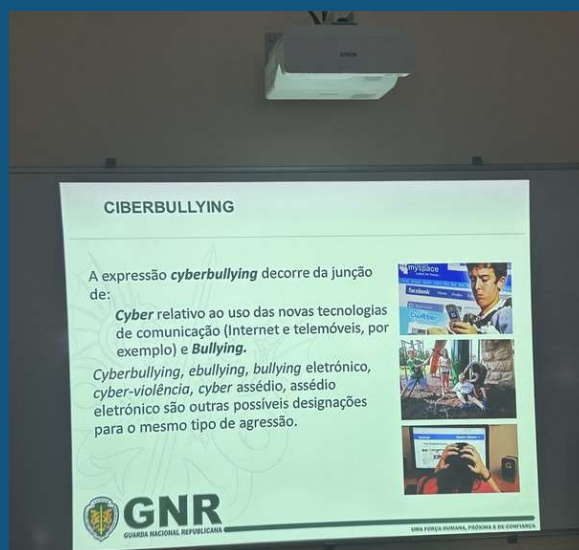 EPSON
CIBERBULLYING
A expressão cyberbullying decorre da junção
de:
Cyber relativo ao uso das novas tecnologias
de comunicação (Internet e telemóveis, por
exemplo) e Bullying.
Cyberbullying, ebullying, bullying eletrónico,
cyber-violência, cyber assédio, assédio
eletrónico são outras possíveis designações
para o mesmo tipo de agressão.
myspace
facebook
twitter
GNR
GUARDA NACIONAL REPUBLICANA
UMA FORÇA HUMANA, PRÓXIMA E DE CONFIANÇA